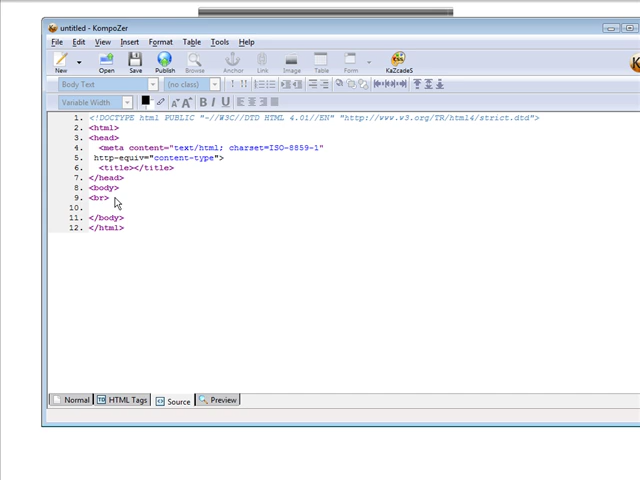 untitled - KompoZer
File Edit View Insert Format Table Tools Help
New Open Save Publish Browse Anchor Link Image Table Form KaZcadeS
Body Text (no class) ! !!
Variable Width A A B I U
1. <!DOCTYPE html PUBLIC "-//W3C//DTD HTML 4.01//EN" "http://www.w3.org/TR/html4/strict.dtd">
2. <html>
3. <head>
4. <meta content="text/html; charset=ISO-8859-1"
5. http-equiv="content-type">
6. <title></title>
7. </head>
8. <body>
9. <br>
10.
11. </body>
12. </html>
Normal HTML Tags Source Preview